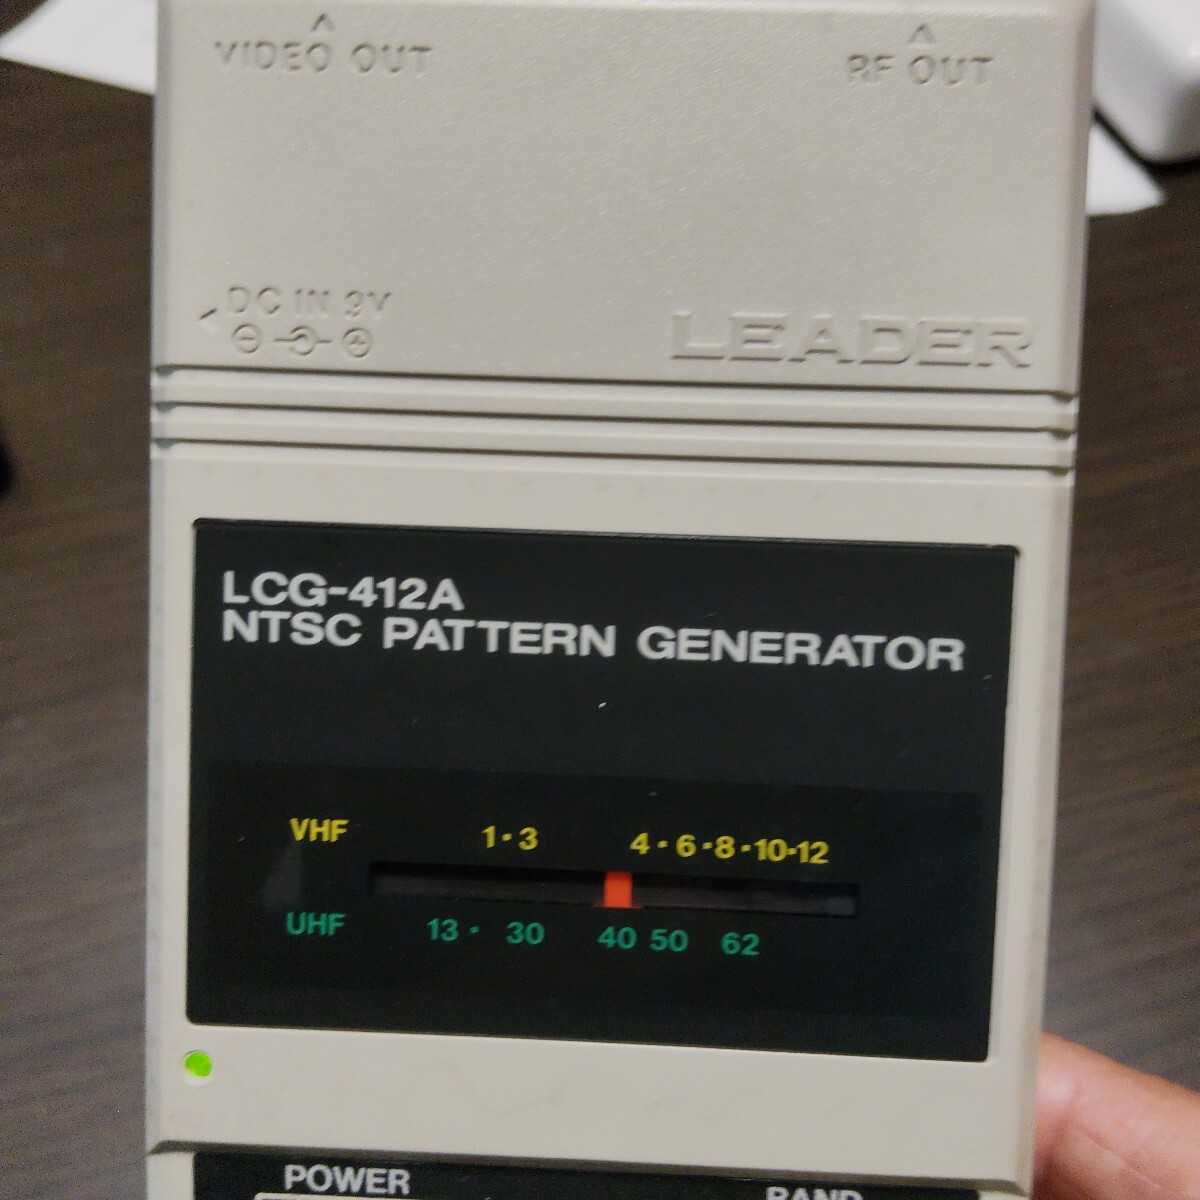 VIDEO OUT
RF OUT
DC IN 9V
LEADER
LCG-412A
NTSC PATTERN GENERATOR
VHF 1・3 4・6・8・10・12
UHF 13・ 30 40 50 62
POWER
BAND